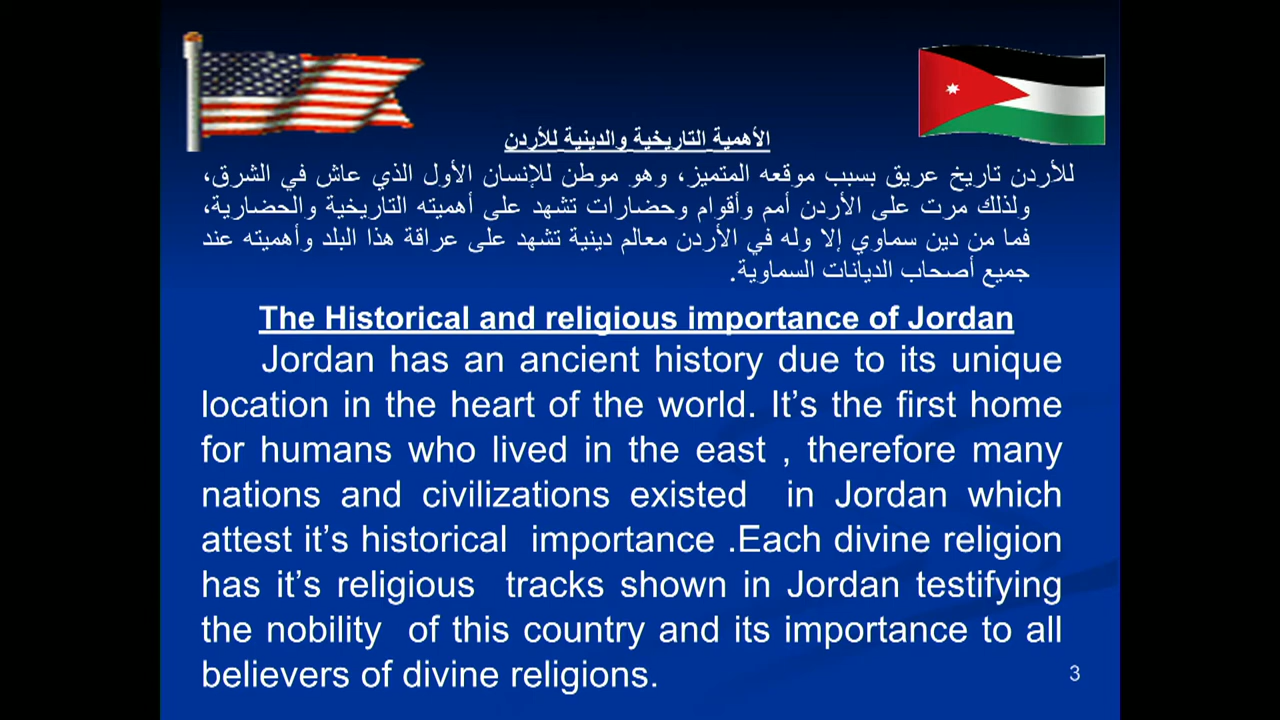 الأهمية التاريخية والدينية للأردن
للأردن تاريخ عريق بسبب موقعه المتميز، وهو موطن للإنسان الأول الذي عاش في الشرق،
ولذلك مرت على الأردن أمم وأقوام وحضارات تشهد على أهميته التاريخية والحضارية،
فما من دين سماوي إلا وله في الأردن معالم دينية تشهد على عراقة هذا البلد وأهميته عند
جميع أصحاب الديانات السماوية.
The Historical and religious importance of Jordan
Jordan has an ancient history due to its unique
location in the heart of the world. It’s the first home
for humans who lived in the east , therefore many
nations and civilizations existed in Jordan which
attest it’s historical importance .Each divine religion
has it’s religious tracks shown in Jordan testifying
the nobility of this country and its importance to all
believers of divine religions.
3